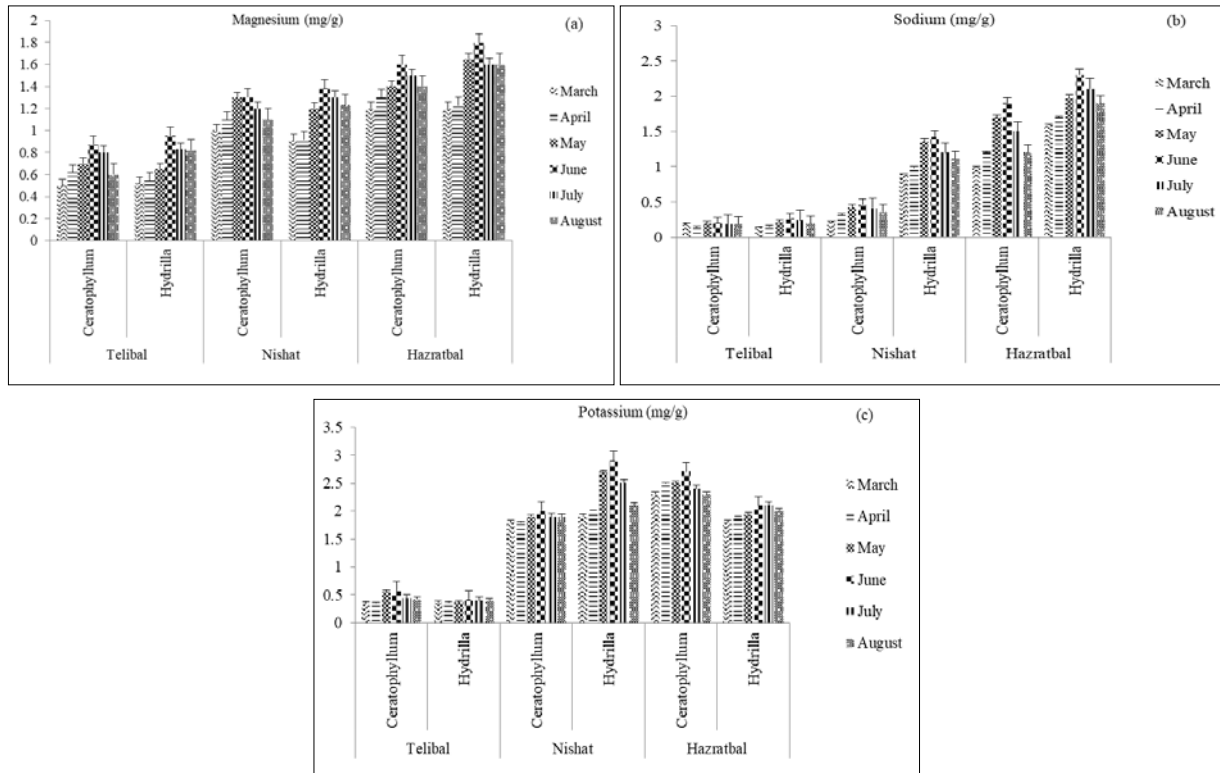 Magnesium (mg/g)
(a)
2
1.8
1.6
1.4
1.2
1
0.8
0.6
0.4
0.2
0
March
April
May
June
July
August
Ceratophyllum
Hydrilla
Ceratophyllum
Hydrilla
Ceratophyllum
Hydrilla
Telibal
Nishat
Hazratbal
Sodium (mg/g)
(b)
3
2.5
2
1.5
1
0.5
0
March
April
May
June
July
August
Ceratophyllum
Hydrilla
Ceratophyllum
Hydrilla
Ceratophyllum
Hydrilla
Telibal
Nishat
Hazratbal
Potassium (mg/g)
(c)
3.5
3
2.5
2
1.5
1
0.5
0
March
April
May
June
July
August
Ceratophyllum
Hydrilla
Ceratophyllum
Hydrilla
Ceratophyllum
Hydrilla
Telibal
Nishat
Hazratbal